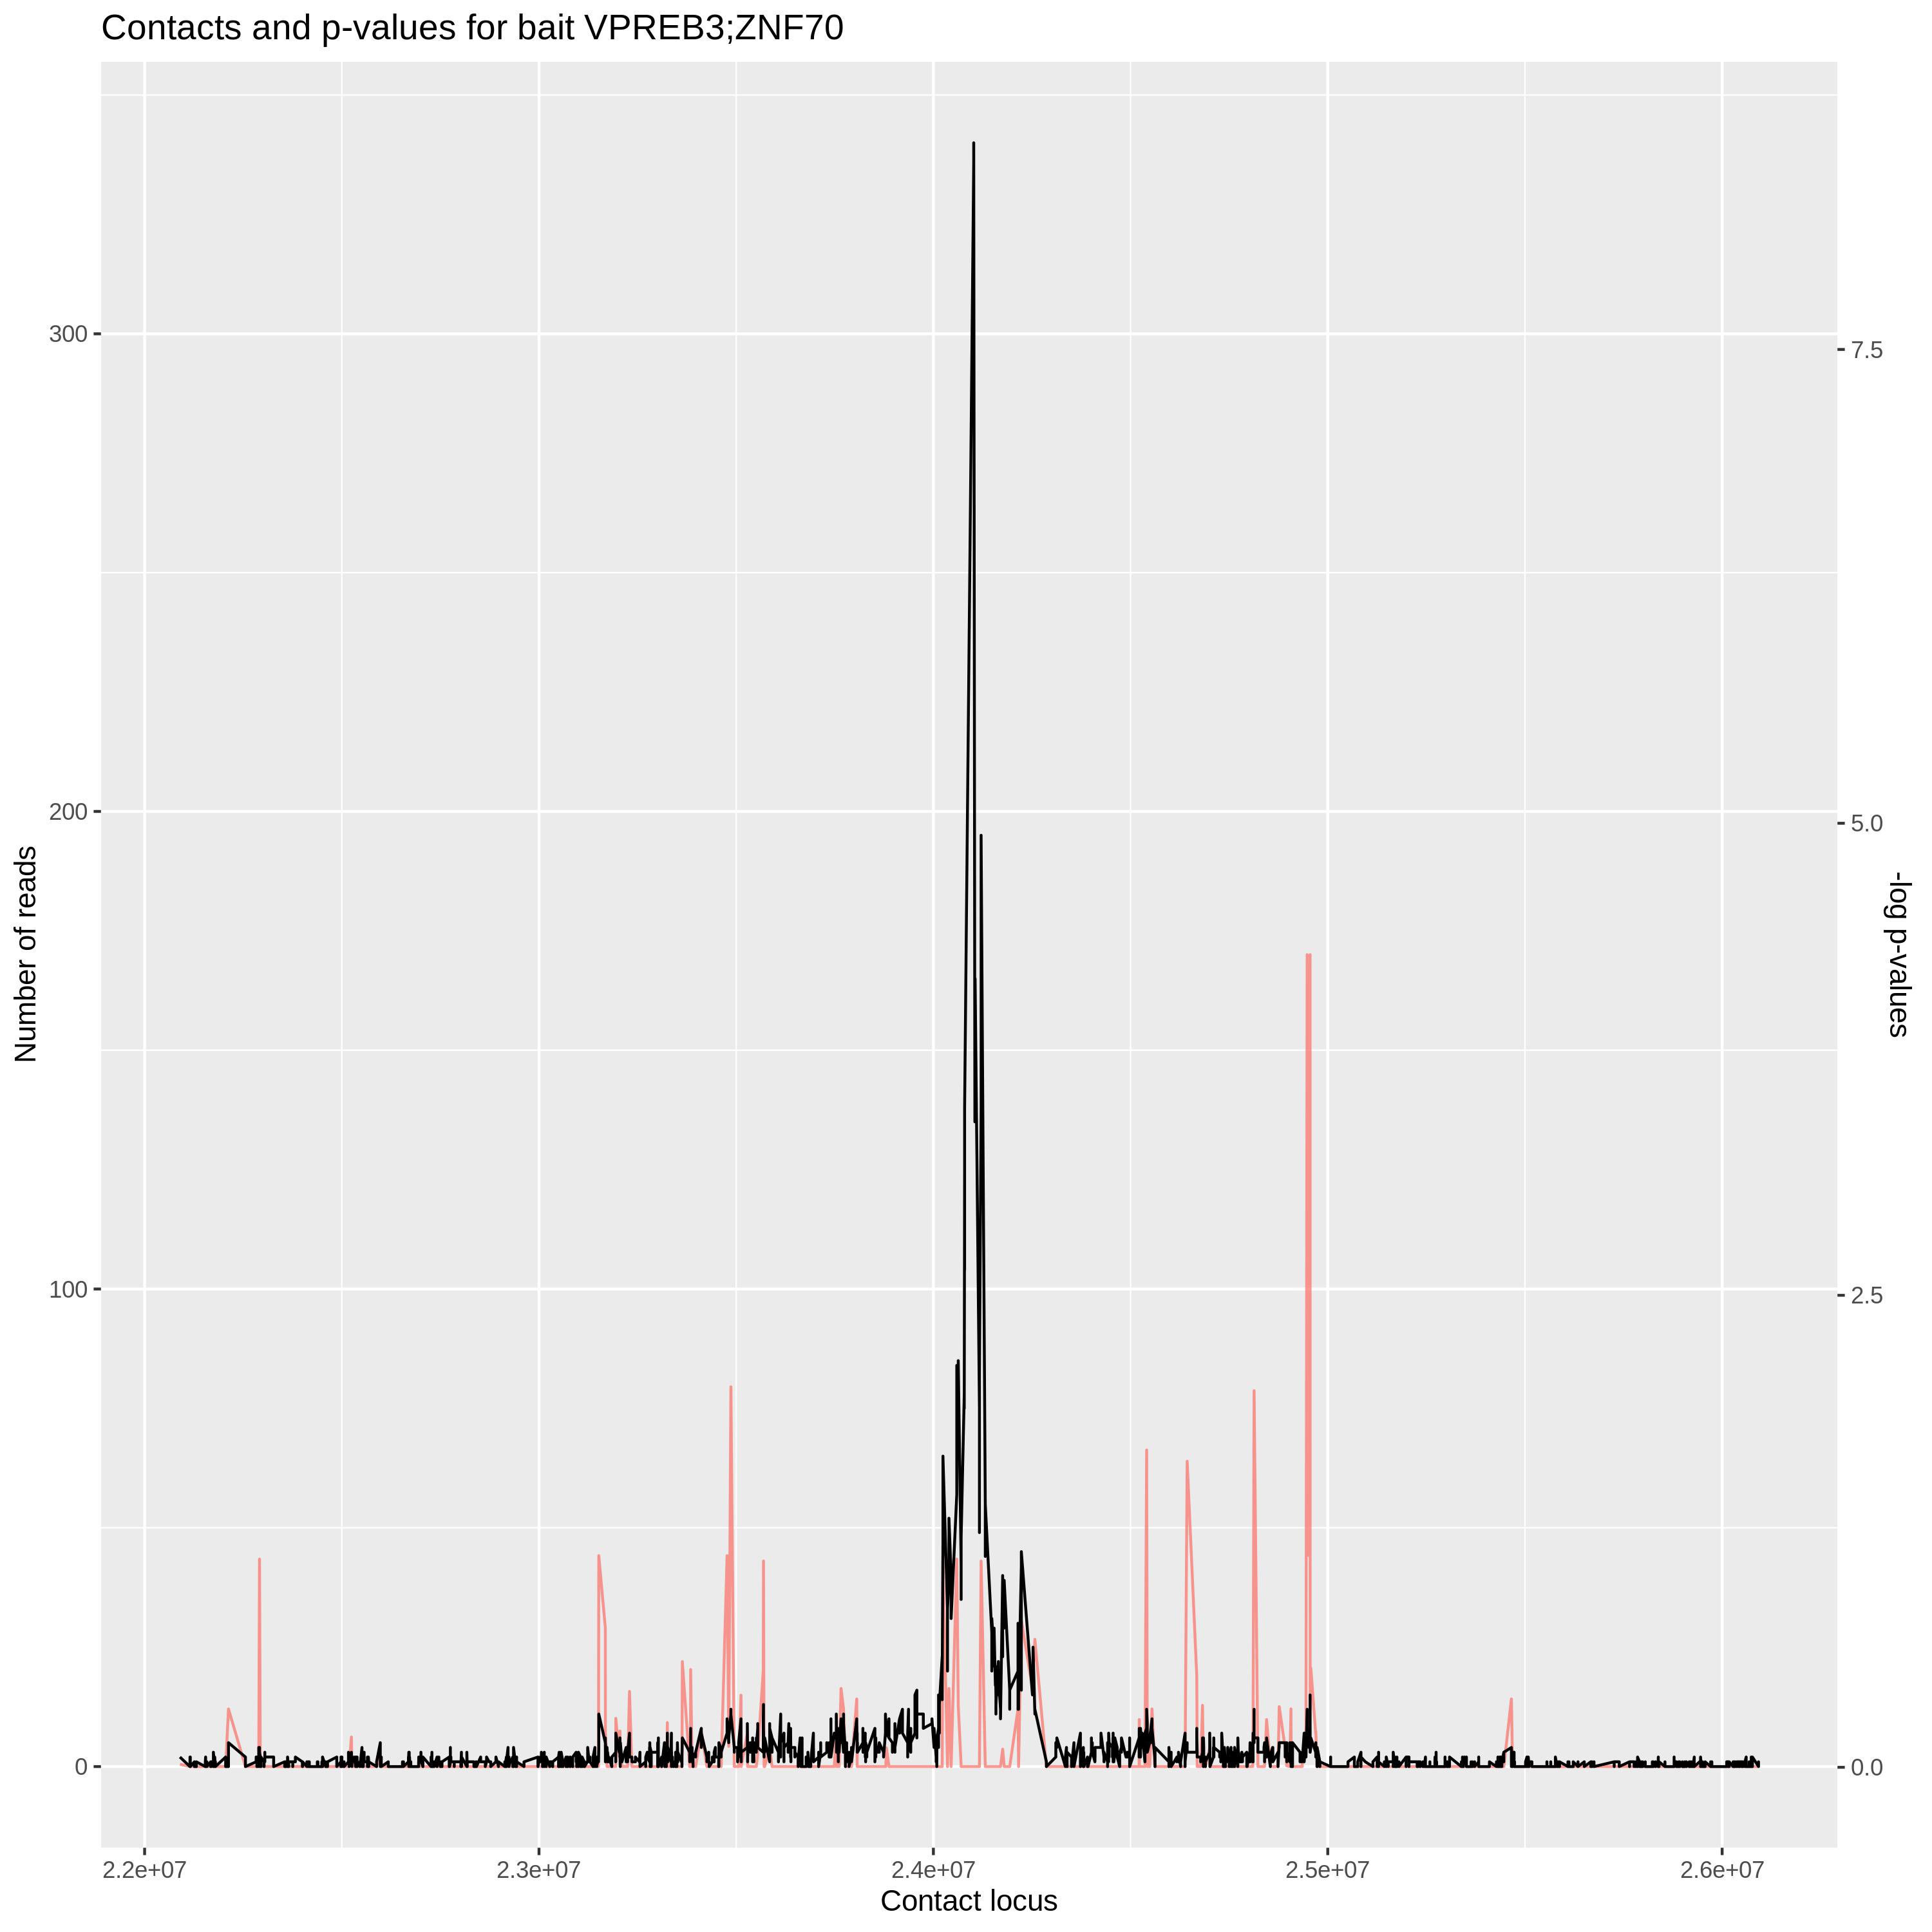 Contacts and p-values for bait VPREB3;ZNF70
300
200
100
0
Number of reads
7.5
5.0
2.5
0.0
-log p-values
2.2e+07 2.3e+07 2.4e+07 2.5e+07 2.6e+07
Contact locus